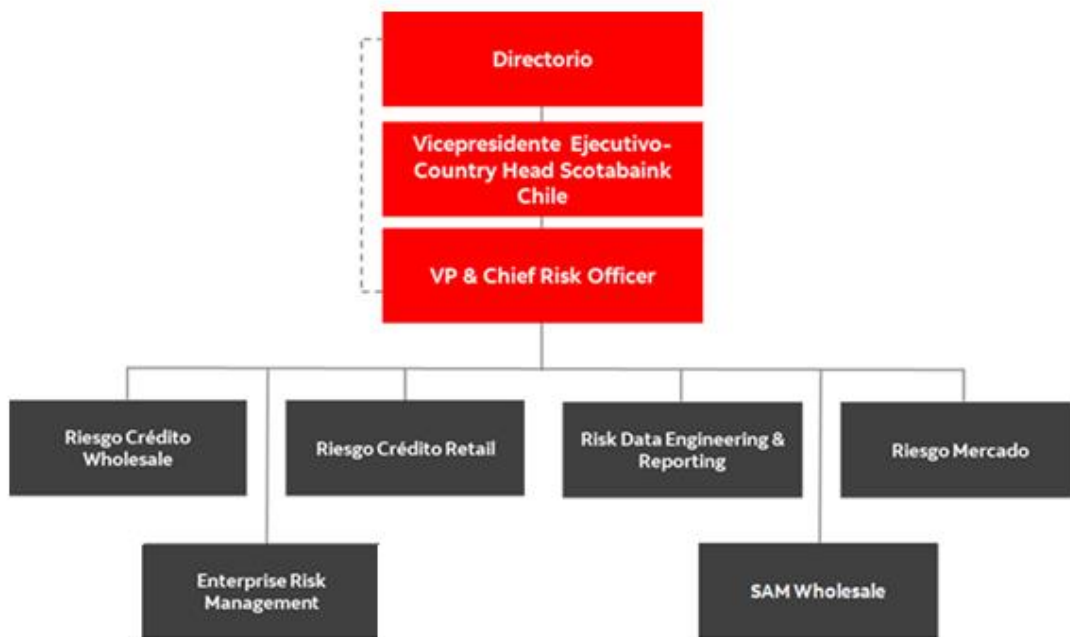 Directorio
Vicepresidente Ejecutivo-
Country Head Scotabaink
Chile
VP & Chief Risk Officer
Riesgo Crédito
Wholesale
Riesgo Crédito Retail
Risk Data Engineering &
Reporting
Riesgo Mercado
Enterprise Risk
Management
SAM Wholesale